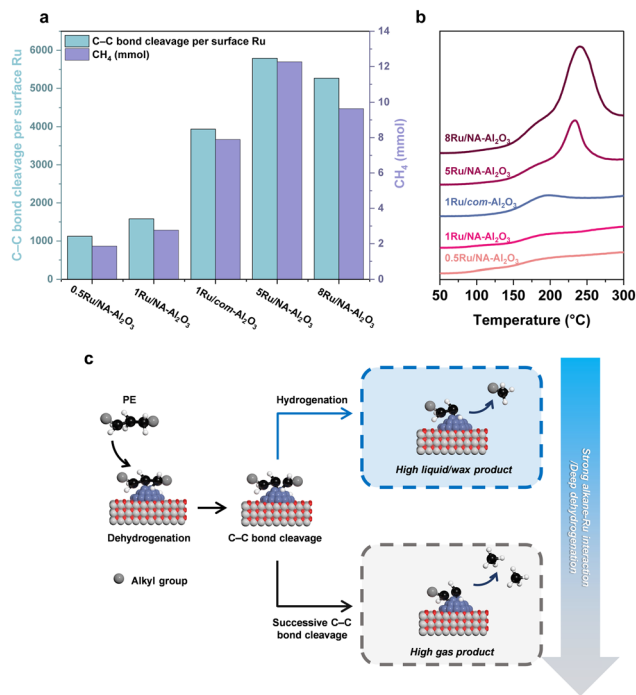 a
C–C bond cleavage per surface Ru
CH₄ (mmol)
C–C bond cleavage per surface Ru
6000
5000
4000
3000
2000
1000
0
14
12
10
8
6
4
2
0
CH₄ (mmol)
0.5Ru/NA-Al₂O₃
1Ru/NA-Al₂O₃
1Ru/com-Al₂O₃
5Ru/NA-Al₂O₃
8Ru/NA-Al₂O₃
b
8Ru/NA-Al₂O₃
5Ru/NA-Al₂O₃
1Ru/com-Al₂O₃
1Ru/NA-Al₂O₃
0.5Ru/NA-Al₂O₃
50 100 150 200 250 300
Temperature (°C)
c
PE
Dehydrogenation
C–C bond cleavage
Alkyl group
Hydrogenation
High liquid/wax product
Successive C–C
bond cleavage
High gas product
Strong alkane-Ru interaction
/Deep dehydrogenation